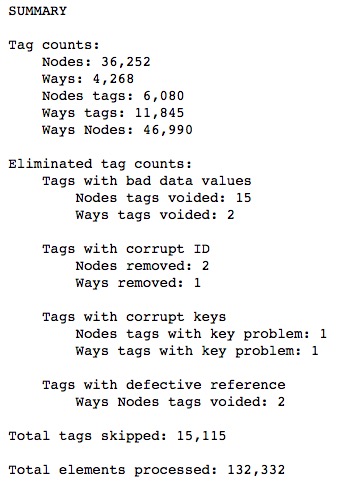 SUMMARY
Tag counts:
Nodes: 36,252
Ways: 4,268
Nodes tags: 6,080
Ways tags: 11,845
Ways Nodes: 46,990
Eliminated tag counts:
Tags with bad data values
Nodes tags voided: 15
Ways tags voided: 2
Tags with corrupt ID
Nodes removed: 2
Ways removed: 1
Tags with corrupt keys
Nodes tags with key problem: 1
Ways tags with key problem: 1
Tags with defective reference
Ways Nodes tags voided: 2
Total tags skipped: 15,115
Total elements processed: 132,332